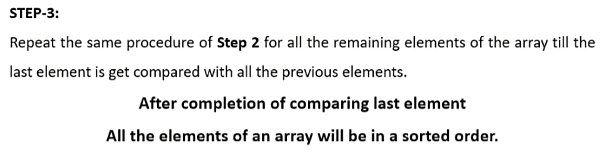 STEP-3:
Repeat the same procedure of Step 2 for all the remaining elements of the array till the
last element is get compared with all the previous elements.
After completion of comparing last element
All the elements of an array will be in a sorted order.